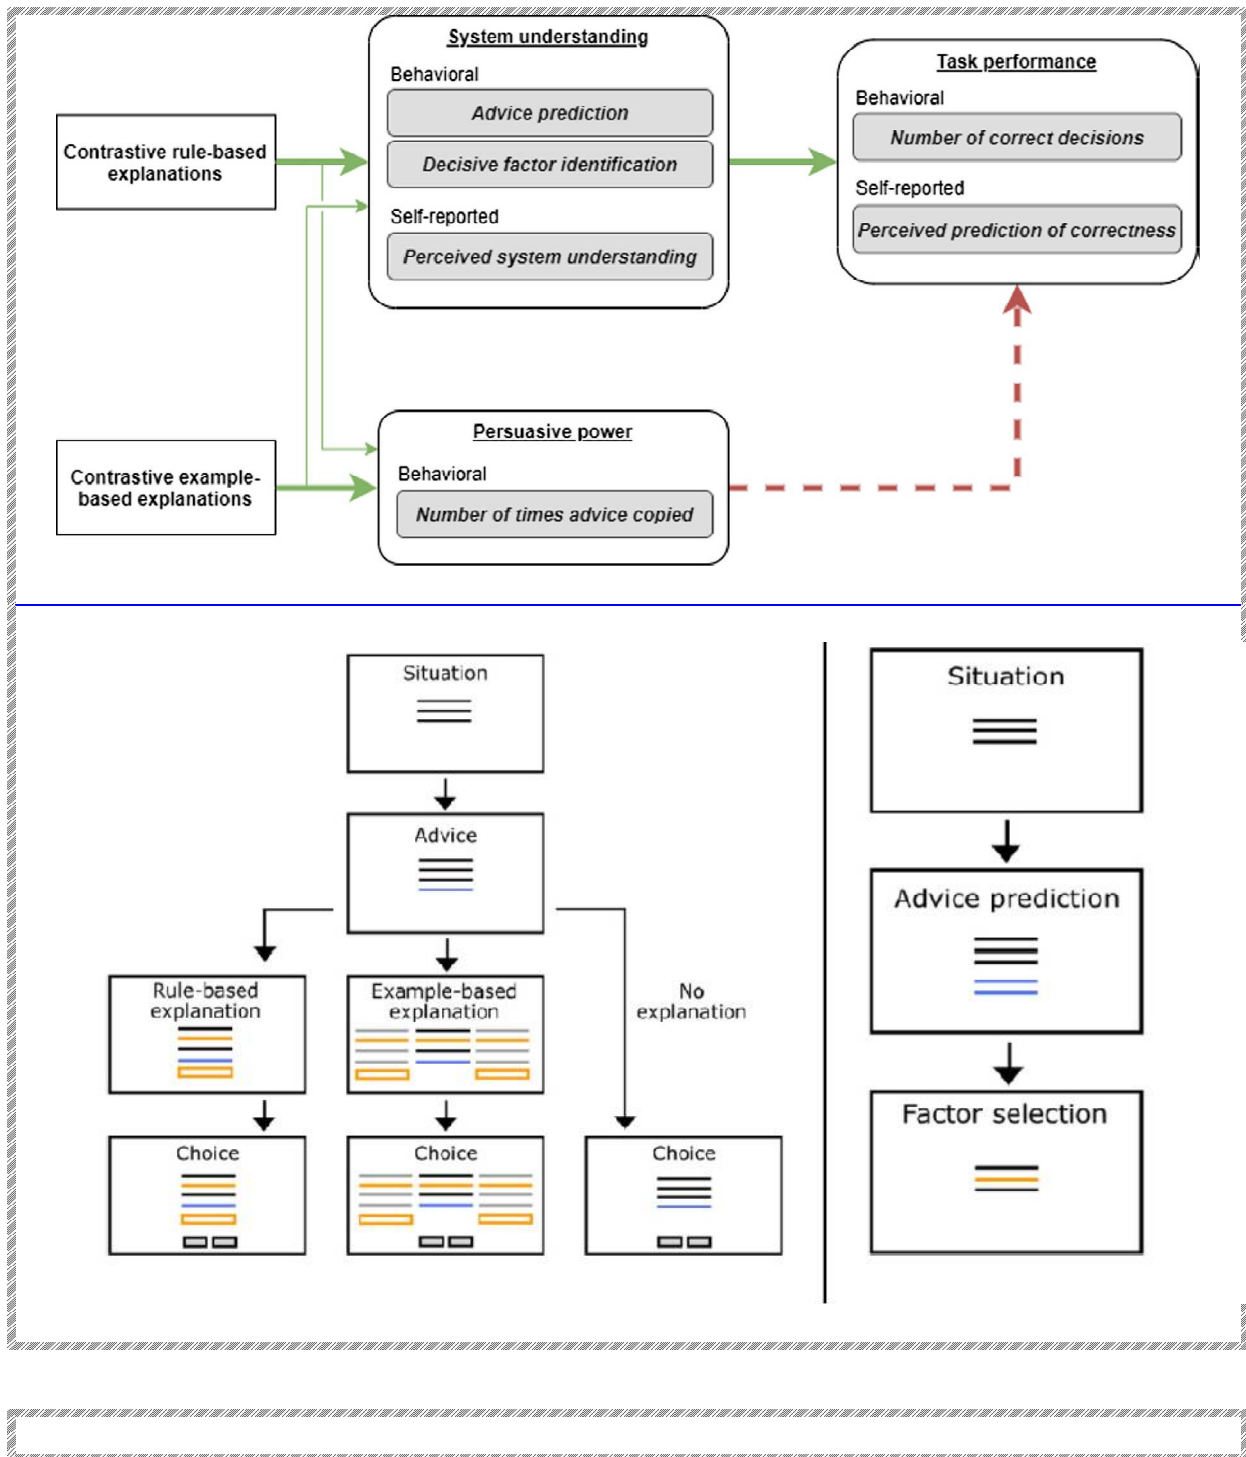 System understanding
Behavioral
Advice prediction
Decisive factor identification
Self-reported
Perceived system understanding
Task performance
Behavioral
Number of correct decisions
Self-reported
Perceived prediction of correctness
Contrastive rule-based
explanations
Contrastive example-
based explanations
Persuasive power
Behavioral
Number of times advice copied
Situation
Advice
Rule-based
explanation
Example-based
explanation
No
explanation
Choice
Choice
Choice
Situation
Advice prediction
Factor selection